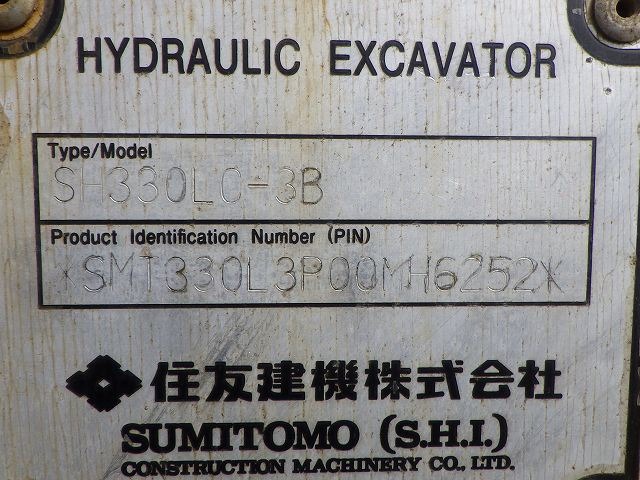 HYDRAULIC EXCAVATOR
Type/Model
SH330LC-3B
Product Identification Number (PIN)
*SMT330L3P00MH6252*
住友建機株式会社
SUMITOMO (S.H.I.)
CONSTRUCTION MACHINERY CO., LTD.